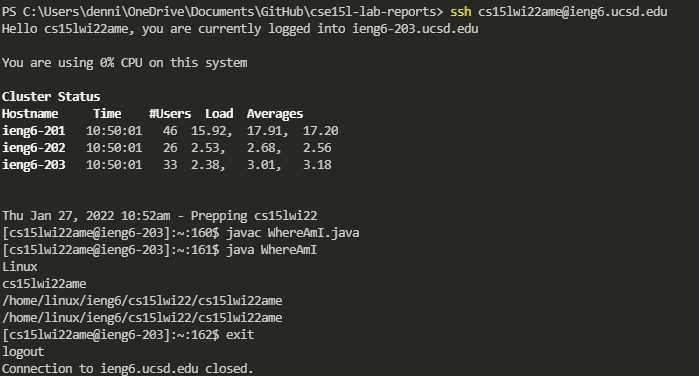 PS C:\Users\denni\OneDrive\Documents\GitHub\cse15l-lab-reports> ssh cs15lwi22ame@ieng6.ucsd.edu
Hello cs15lwi22ame, you are currently logged into ieng6-203.ucsd.edu
You are using 0% CPU on this system
Cluster Status
Hostname     Time    #Users  Load  Averages
ieng6-201   10:50:01   46  15.92,  17.91,  17.20
ieng6-202   10:50:01   26  2.53,   2.68,   2.56
ieng6-203   10:50:01   33  2.38,   3.01,   3.18
Thu Jan 27, 2022 10:52am - Prepping cs15lwi22
[cs15lwi22ame@ieng6-203]:~:160$ javac WhereAmI.java
[cs15lwi22ame@ieng6-203]:~:161$ java WhereAmI
Linux
cs15lwi22ame
/home/linux/ieng6/cs15lwi22/cs15lwi22ame
/home/linux/ieng6/cs15lwi22/cs15lwi22ame
[cs15lwi22ame@ieng6-203]:~:162$ exit
logout
Connection to ieng6.ucsd.edu closed.